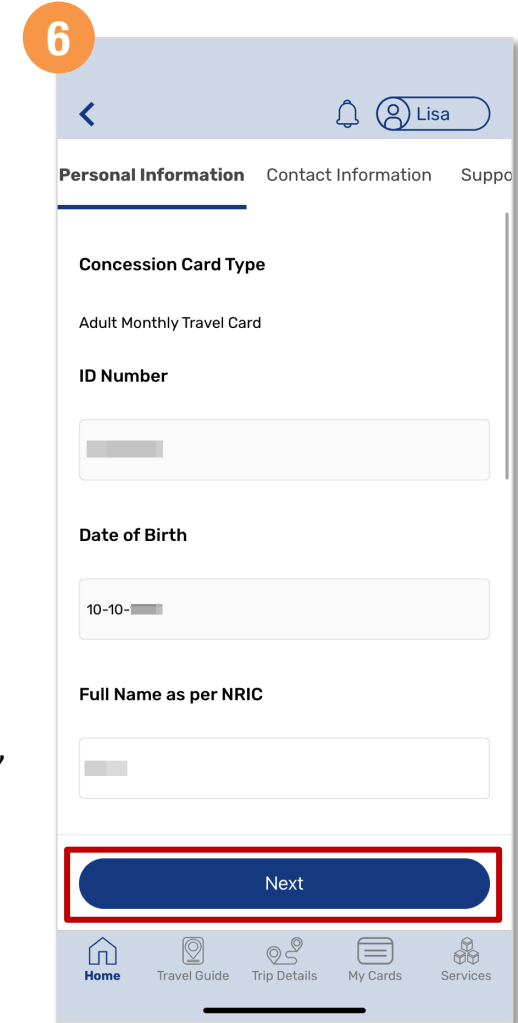 6
Lisa
Personal Information Contact Information Suppo
Concession Card Type
Adult Monthly Travel Card
ID Number
Date of Birth
10-10-
Full Name as per NRIC
,
Next
Home Travel Guide Trip Details My Cards Services